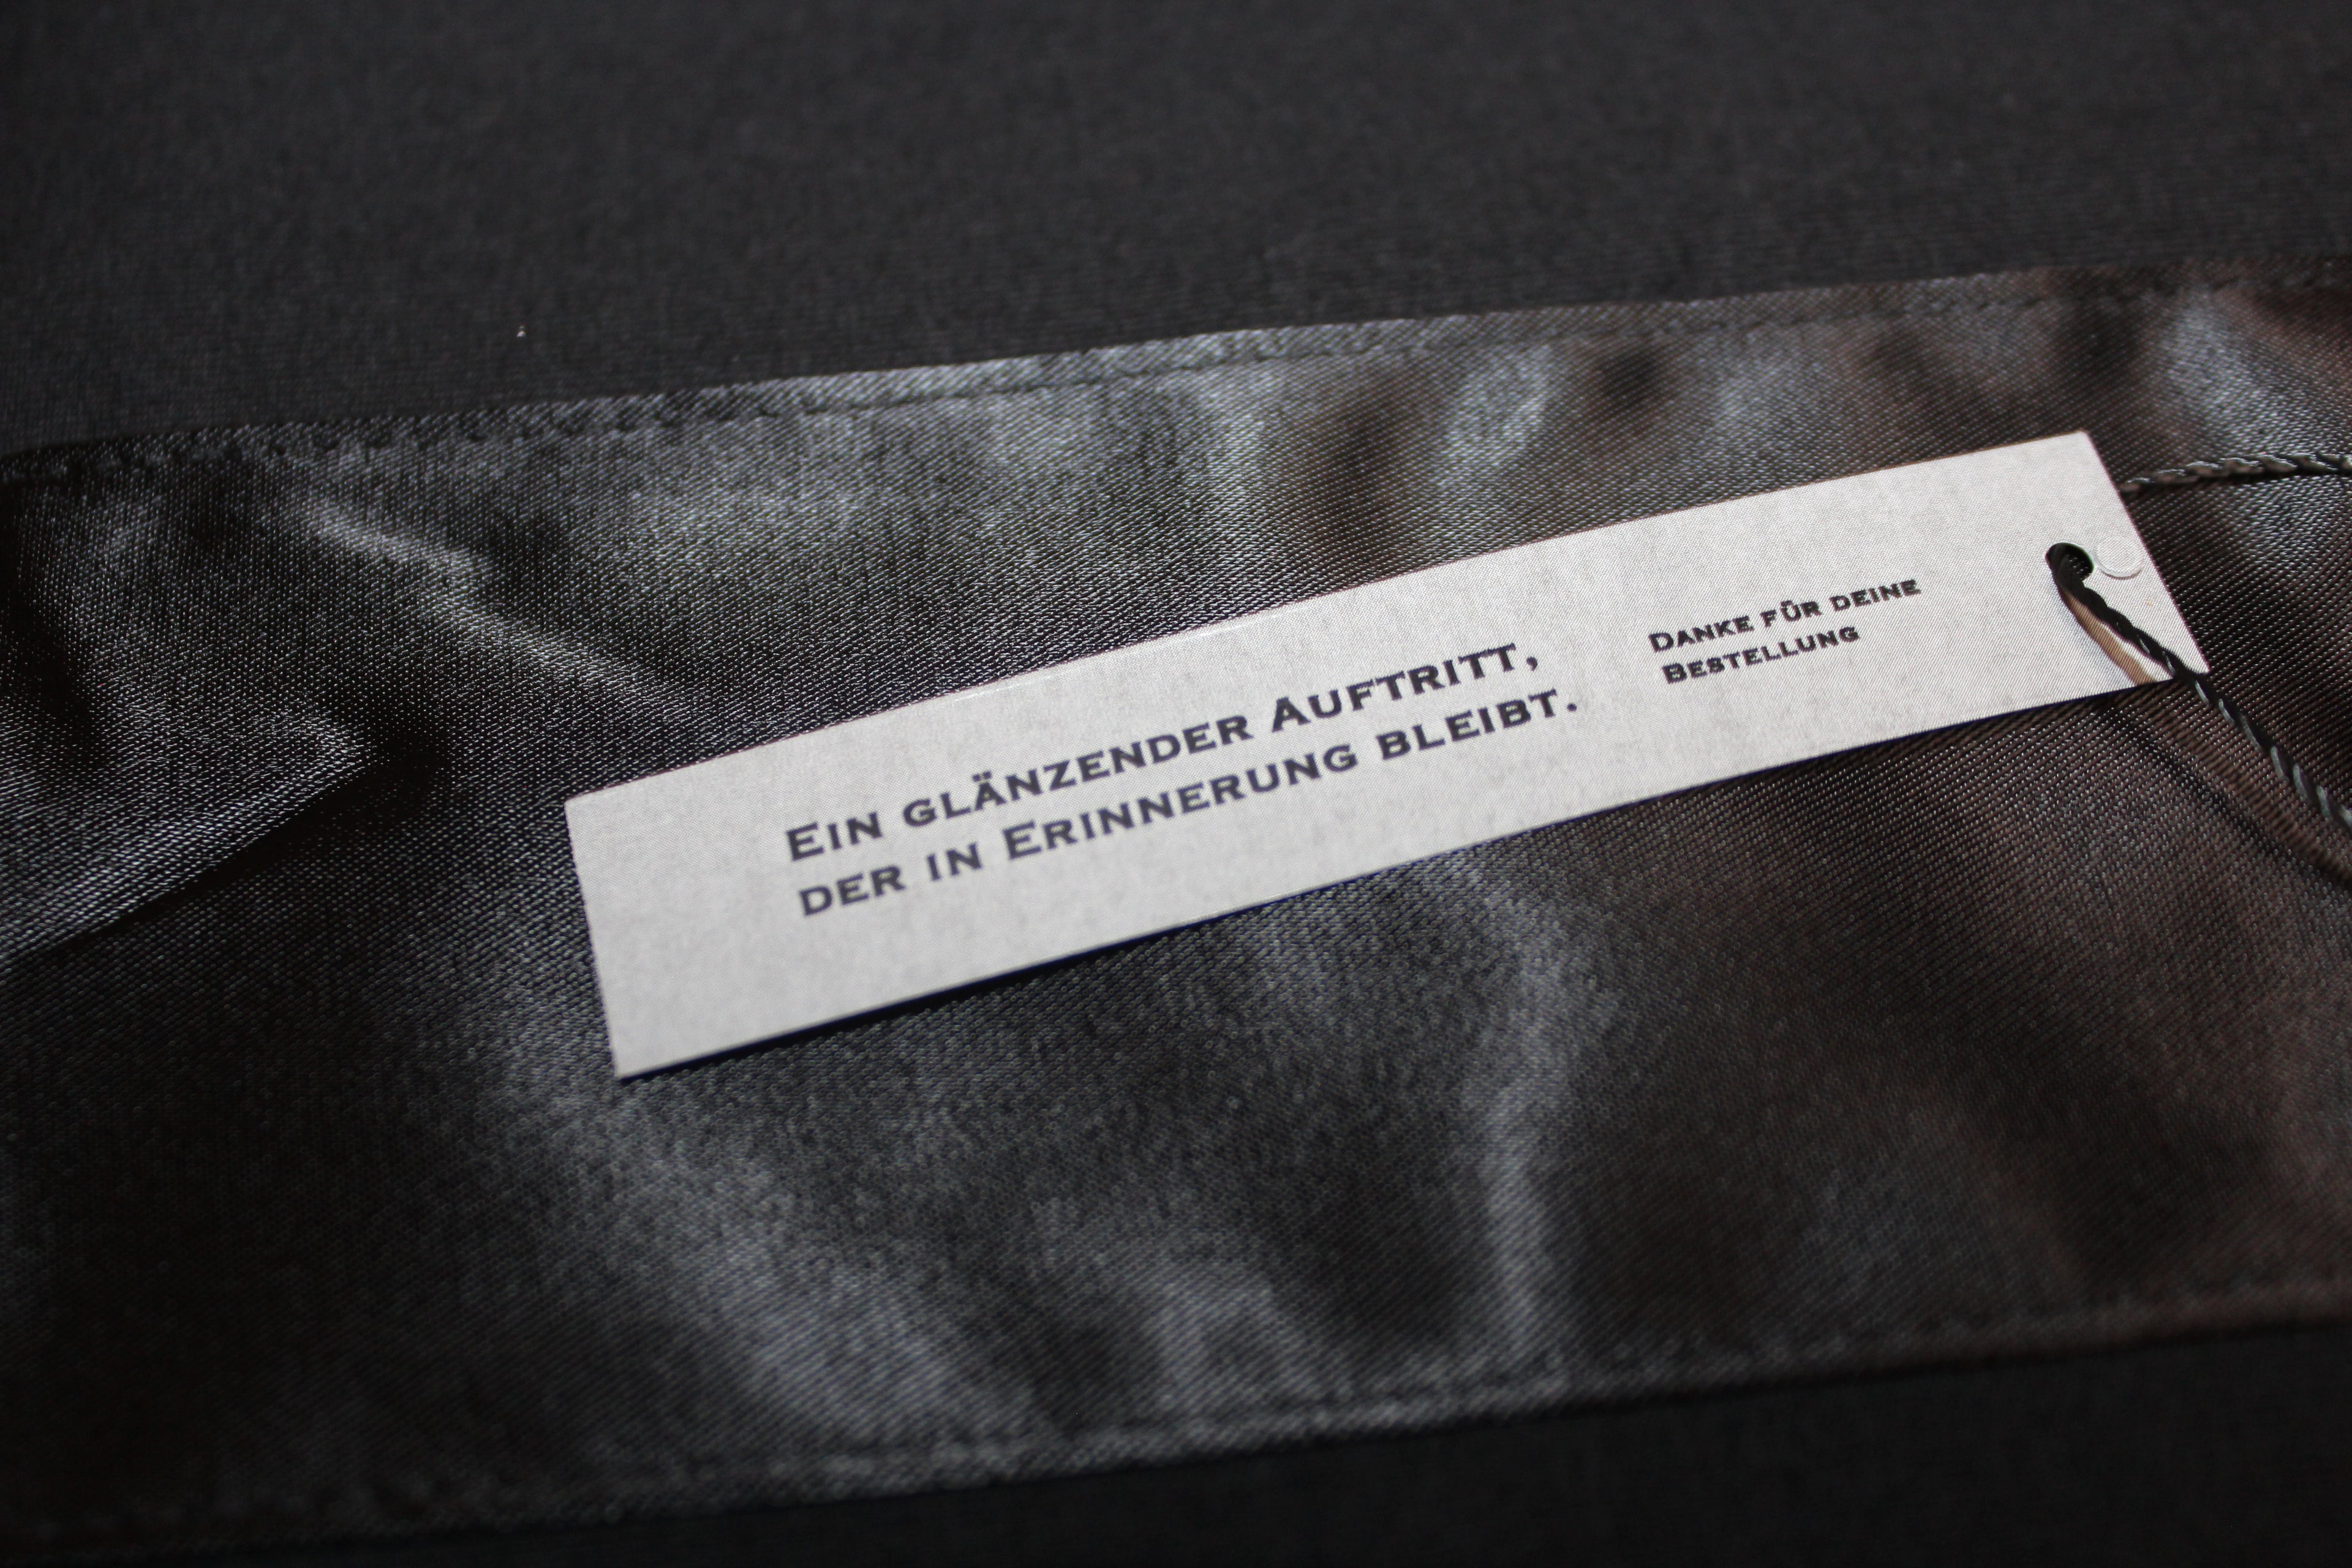 Ein glänzender Auftritt,
der in Erinnerung bleibt.
Danke für deine
Bestellung